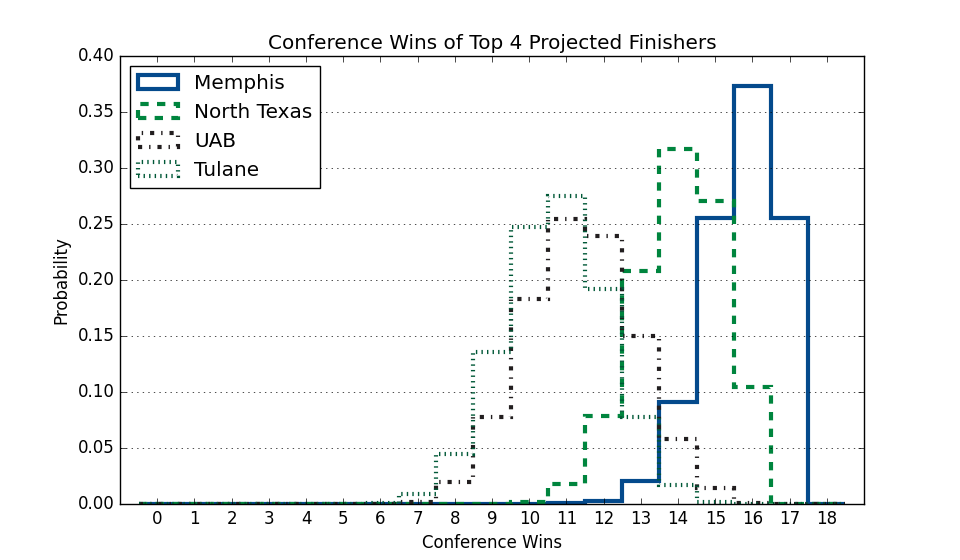 Conference Wins of Top 4 Projected Finishers
0.40
0.35
0.30
0.25
0.20
0.15
0.10
0.05
0.00
Probability
Memphis
North Texas
UAB
Tulane
0 1 2 3 4 5 6 7 8 9 10 11 12 13 14 15 16 17 18
Conference Wins